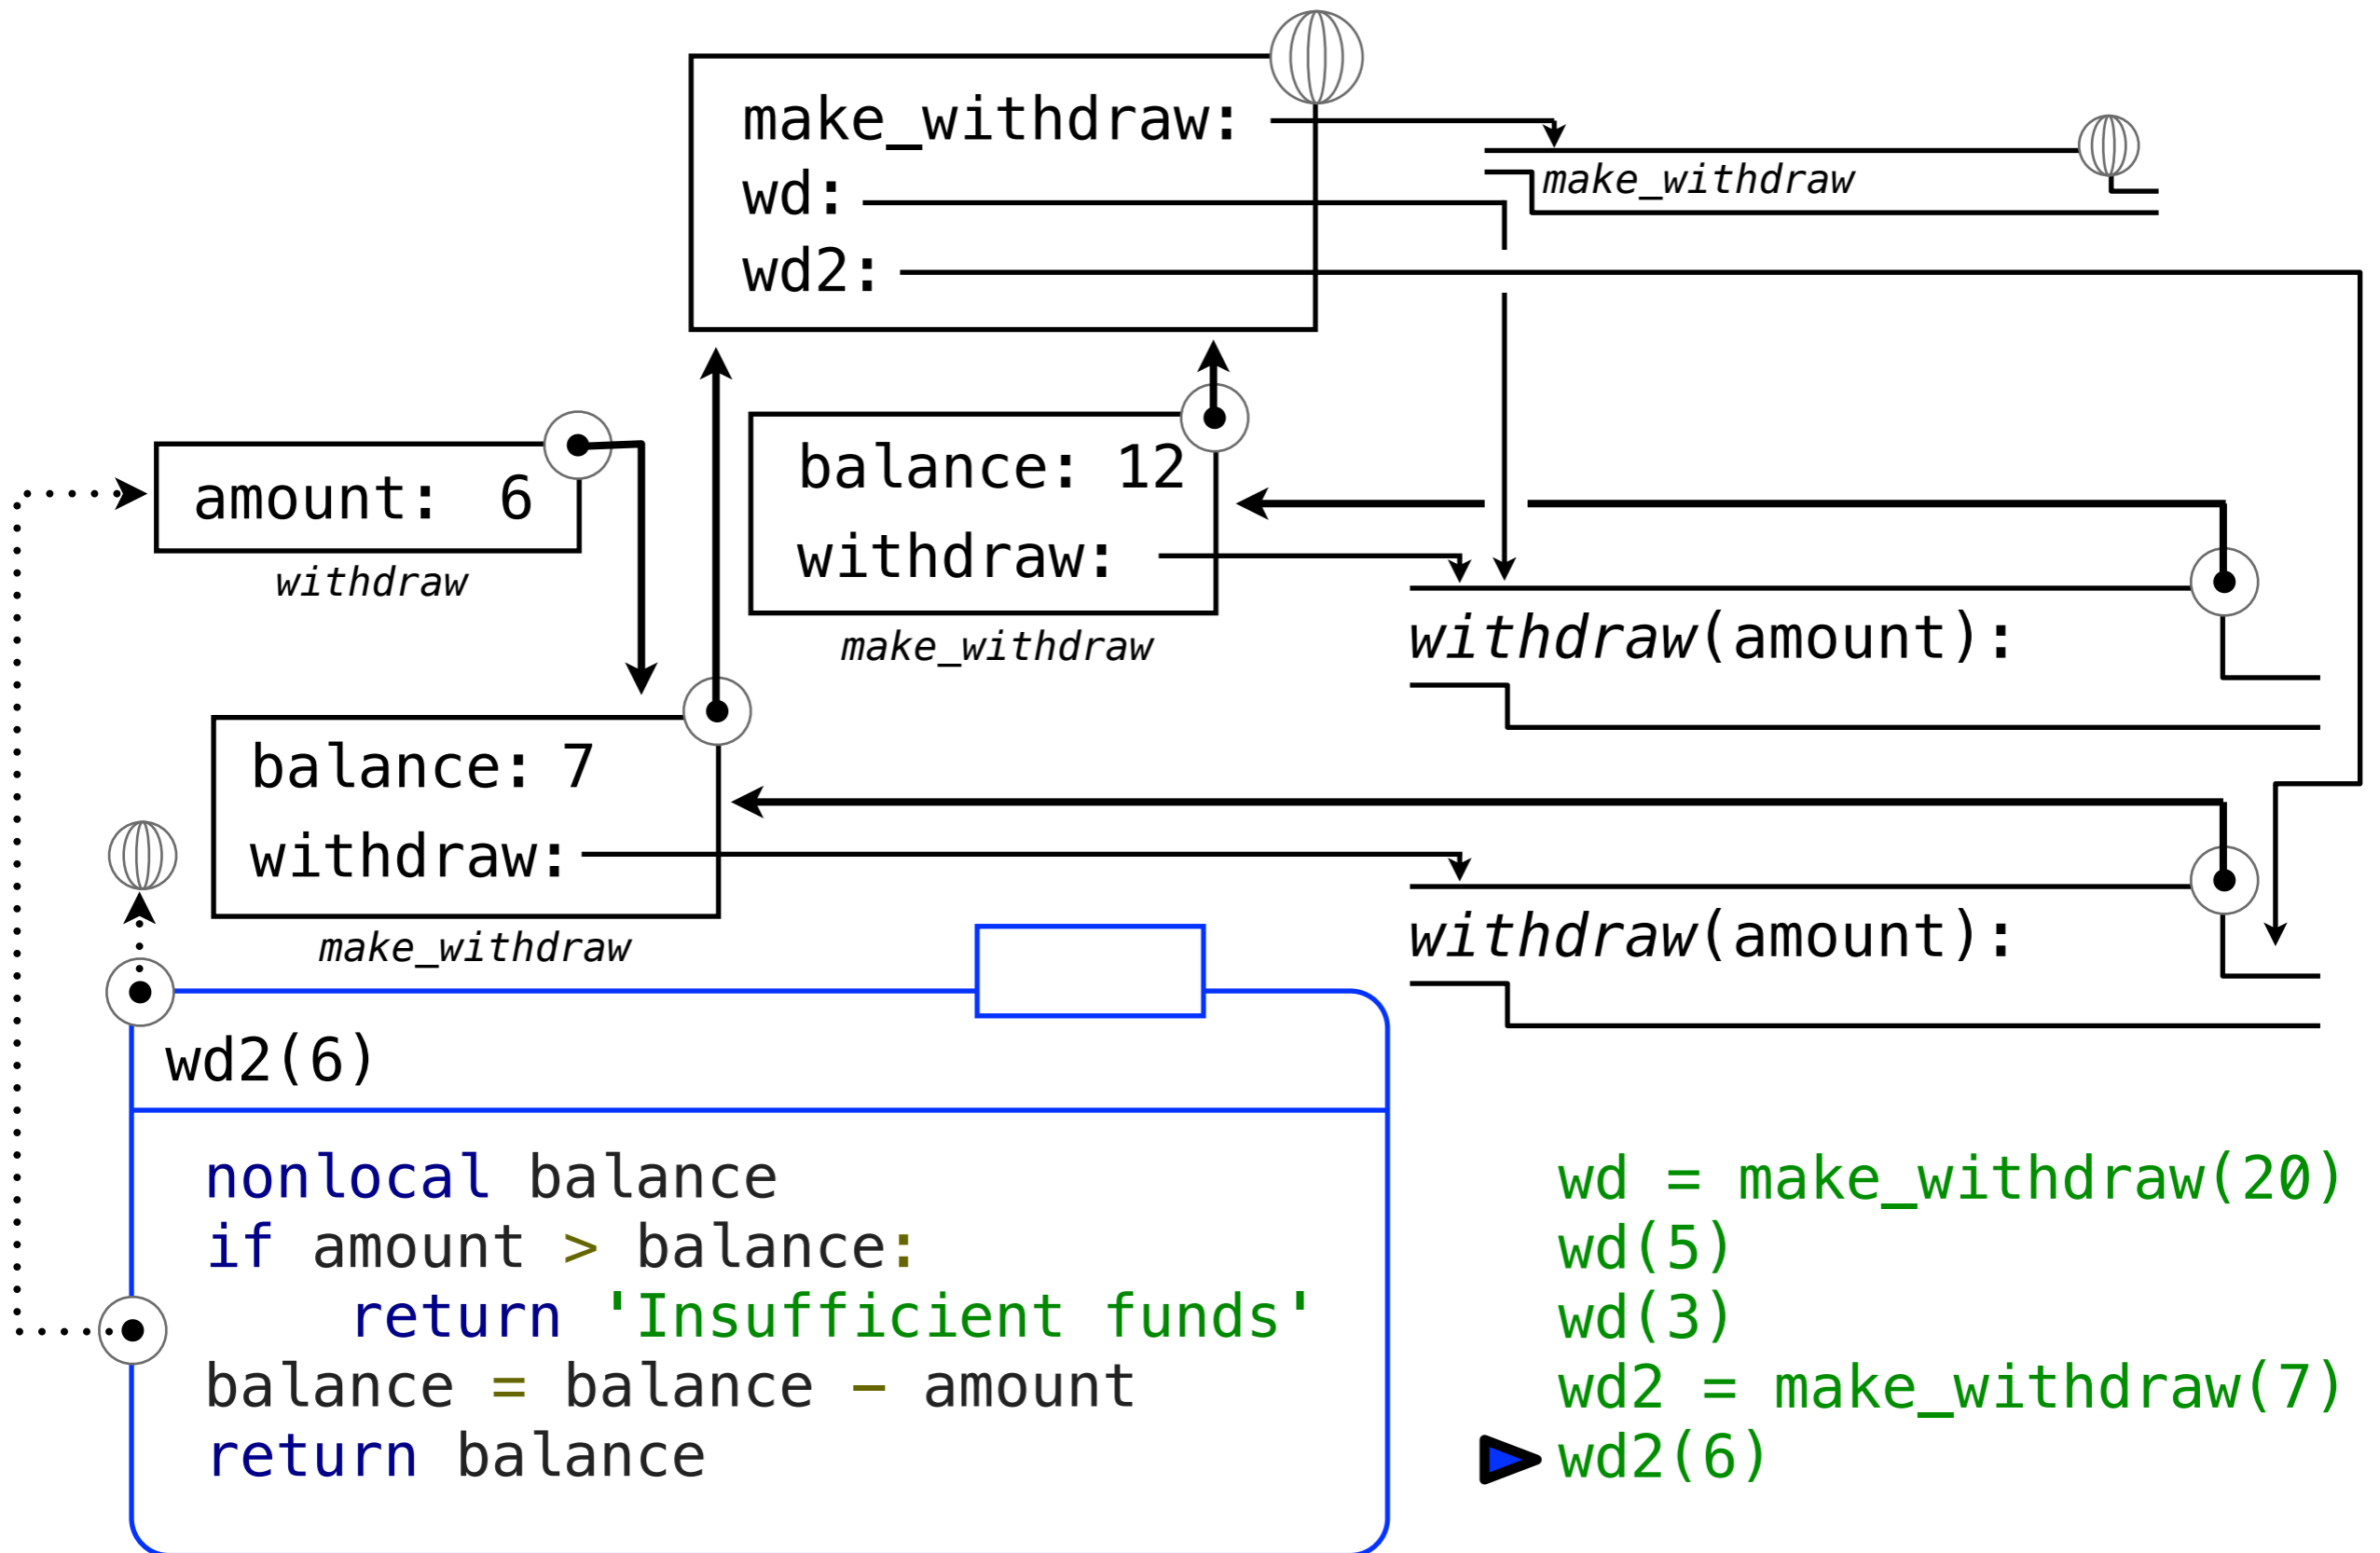 make_withdraw:
wd:
wd2:
make_withdraw
amount: 6
withdraw
balance: 12
withdraw:
make_withdraw
withdraw(amount):
balance: 7
withdraw:
make_withdraw
withdraw(amount):
wd2(6)
nonlocal balance
if amount > balance:
return 'Insufficient funds'
balance = balance – amount
return balance
wd = make_withdraw(20)
wd(5)
wd(3)
wd2 = make_withdraw(7)
wd2(6)